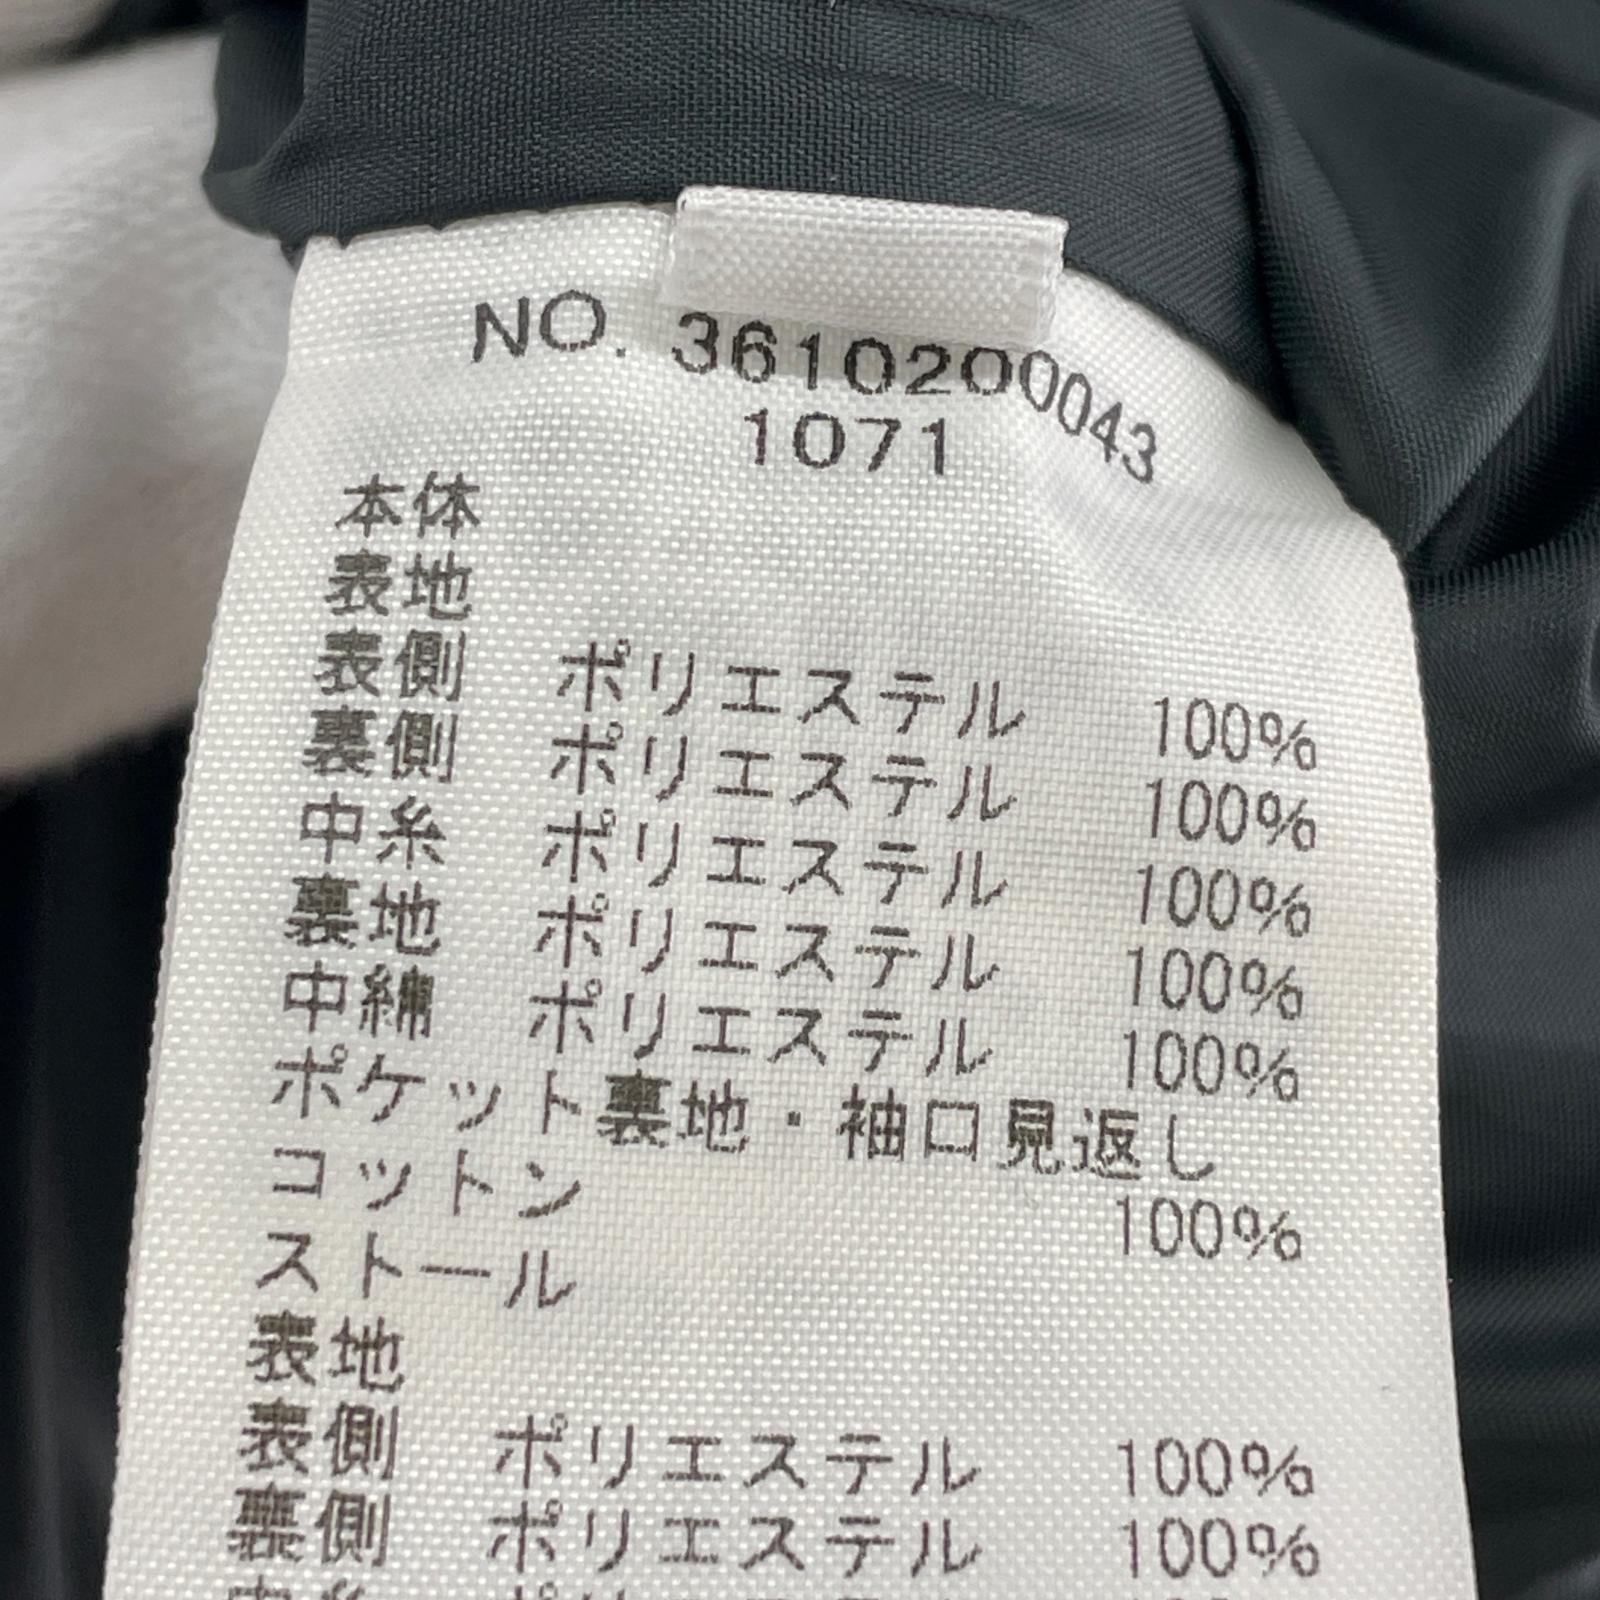 NO. 3610200043
1071
本体
表地
表側 ポリエステル 100%
裏側 ポリエステル 100%
中糸 ポリエステル 100%
裏地 ポリエステル 100%
中綿 ポリエステル 100%
ポケット裏地・袖口見返し
コットン 100%
ストール
表地
表側 ポリエステル 100%
裏側 ポリエステル 100%